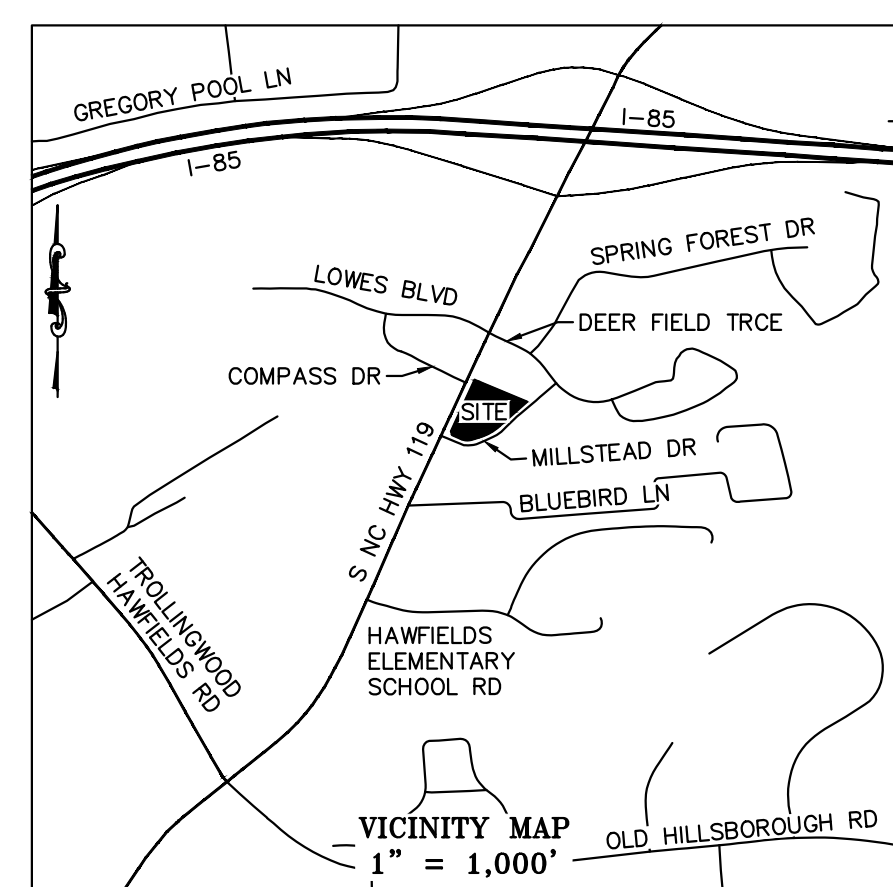 GREGORY POOL LN
I-85
I-85
SPRING FOREST DR
LOWES BLVD
DEER FIELD TRCE
COMPASS DR
SITE
S NC HWY 119
MILLSTEAD DR
BLUEBIRD LN
TROLLINGWOOD
HAWFIELDS RD
HAWFIELDS
ELEMENTARY
SCHOOL RD
VICINITY MAP
1" = 1,000'
OLD HILLSBOROUGH RD